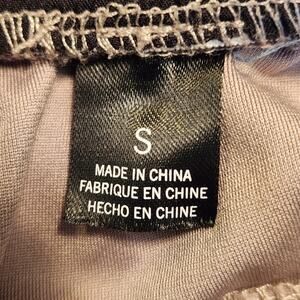 S
MADE IN CHINA
FABRIQUE EN CHINE
HECHO EN CHINE